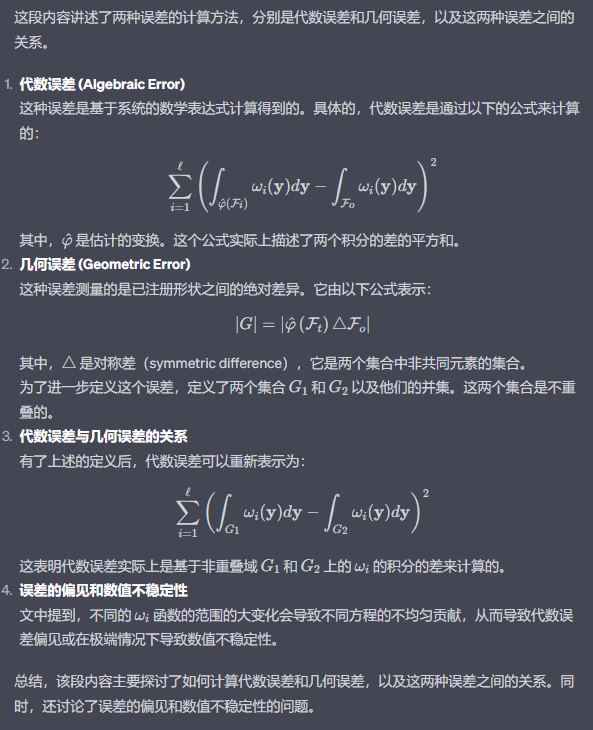 这段内容讲述了两种误差的计算方法，分别是代数误差和几何误差，以及这两种误差之间的
关系。
1. 代数误差 (Algebraic Error)
这种误差是基于系统的数学表达式计算得到的。具体的，代数误差是通过以下的公式来计算
的：
$$\sum_{i=1}^{\ell}\left(\int_{\hat{\varphi}(\mathcal{F}_i)}\omega_i(\mathbf{y})d\mathbf{y}-\int_{\mathcal{F}_o}\omega_i(\mathbf{y})d\mathbf{y}\right)^2$$
其中，$\hat{\varphi}$ 是估计的变换。这个公式实际上描述了两个积分的差的平方和。
2. 几何误差 (Geometric Error)
这种误差测量的是已注册形状之间的绝对差异。它由以下公式表示：
$$|G|=|\hat{\varphi}(\mathcal{F}_t)\triangle\mathcal{F}_o|$$
其中，△ 是对称差（symmetric difference），它是两个集合中非共同元素的集合。
为了进一步定义这个误差，定义了两个集合 $G_1$ 和 $G_2$ 以及他们的并集。这两个集合是不重
叠的。
3. 代数误差与几何误差的关系
有了上述的定义后，代数误差可以重新表示为：
$$\sum_{i=1}^{\ell}\left(\int_{G1}\omega_i(\mathbf{y})d\mathbf{y}-\int_{G2}\omega_i(\mathbf{y})d\mathbf{y}\right)^2$$
这表明代数误差实际上是基于非重叠域 $G_1$ 和 $G_2$ 上的 $\omega_i$ 的积分的差来计算的。
4. 误差的偏见和数值不稳定性
文中提到，不同的 $\omega_i$ 函数的范围的大变化会导致不同方程的不均匀贡献，从而导致代数误
差偏见或在极端情况下导致数值不稳定性。
总结，该段内容主要探讨了如何计算代数误差和几何误差，以及这两种误差之间的关系。同
时，还讨论了误差的偏见和数值不稳定性的问题。